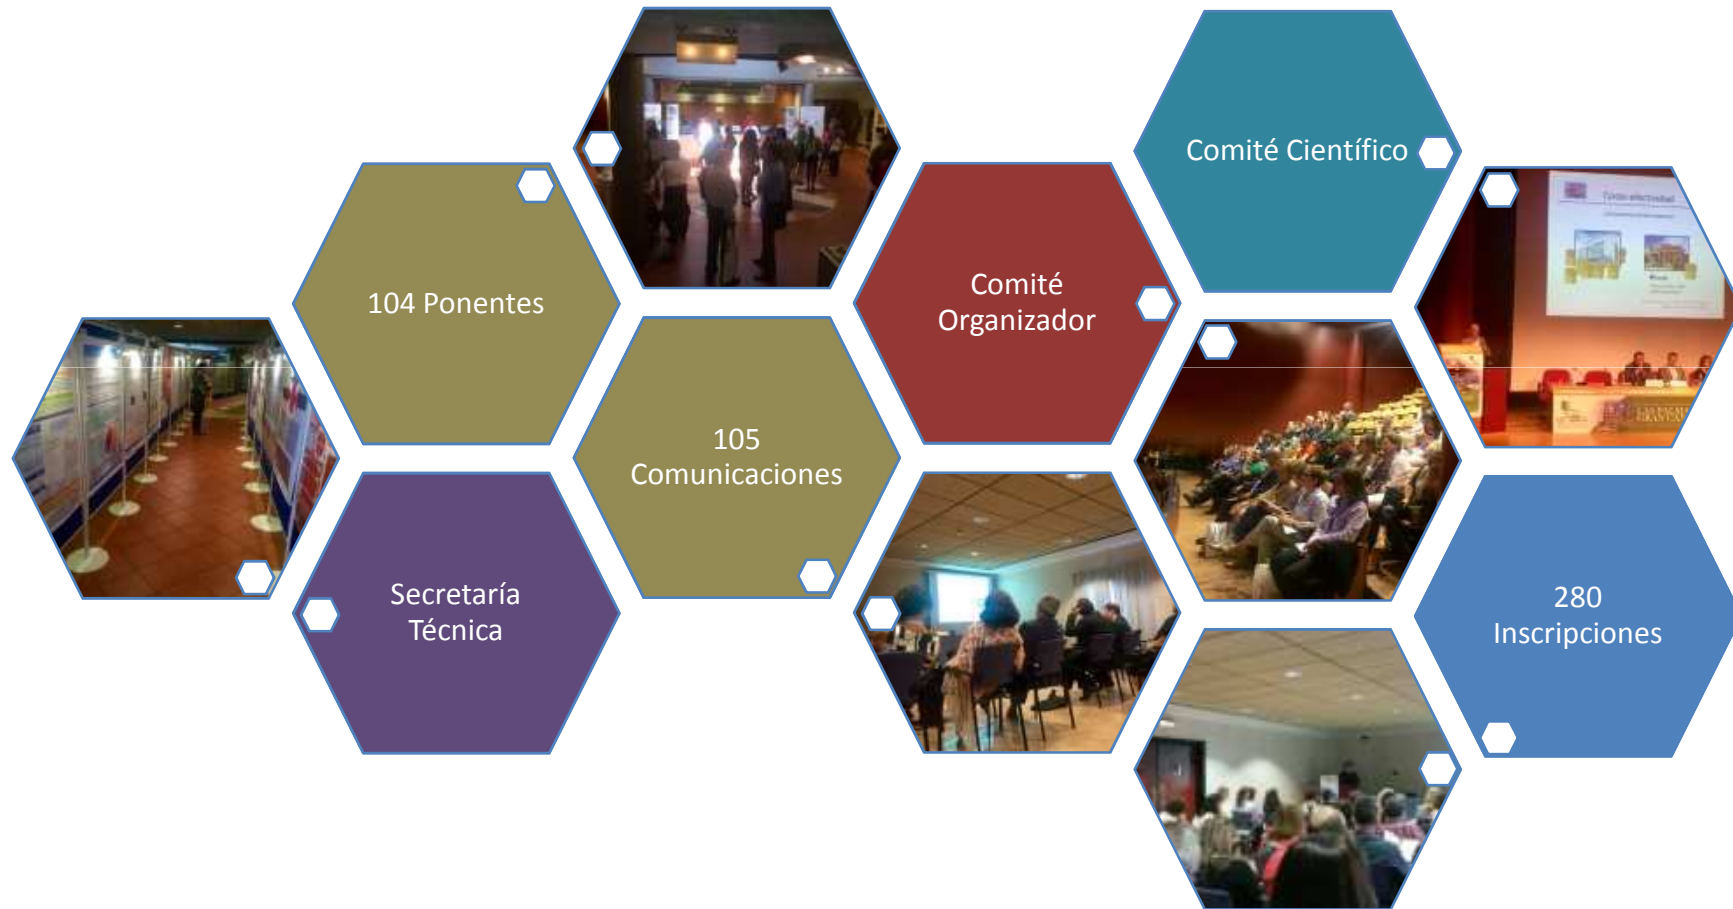 Comité Científico
104 Ponentes
Comité
Organizador
105
Comunicaciones
Secretaría
Técnica
280
Inscripciones